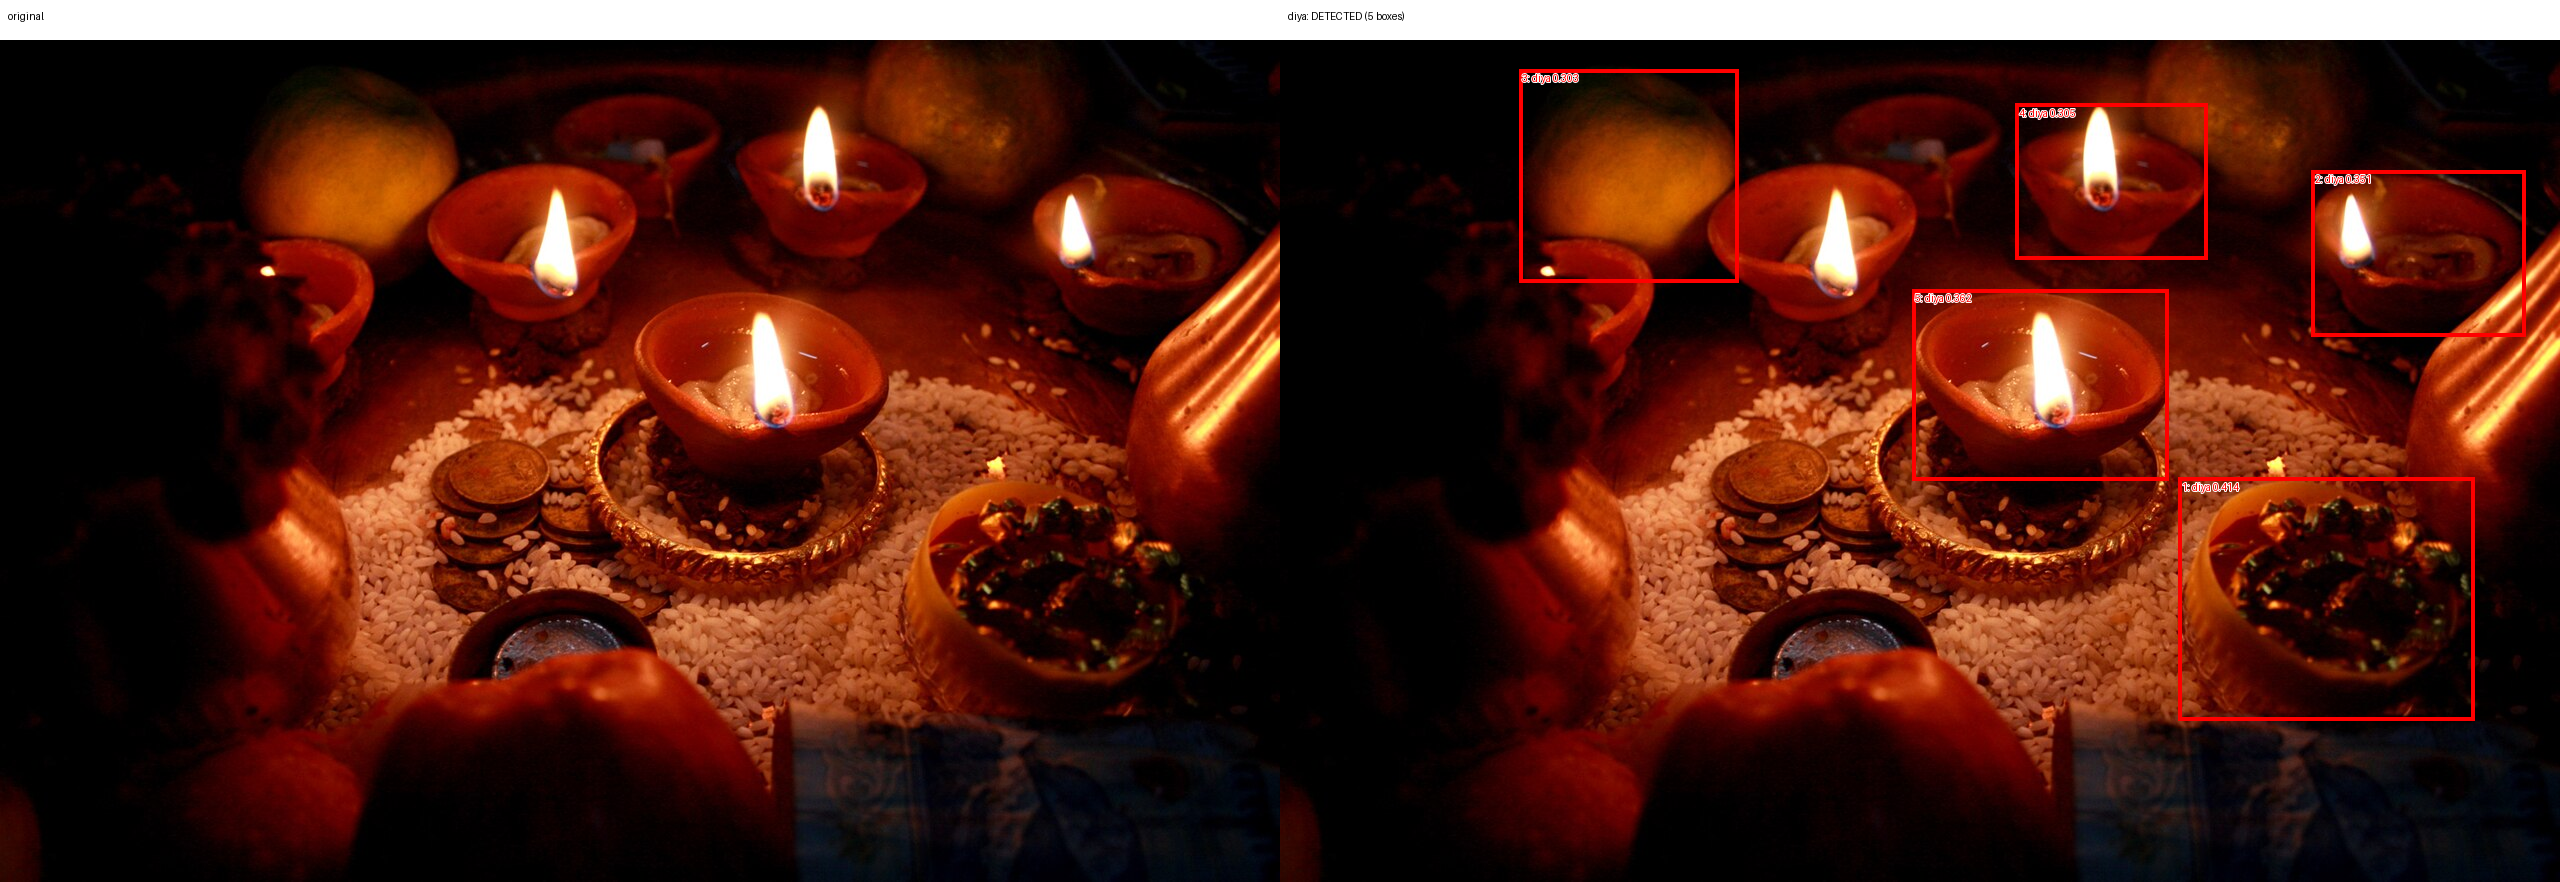 original
diya: DETECTED (5 boxes)
3: diya 0.303
4: diya 0.305
2: diya 0.351
5: diya 0.362
1: diya 0.414